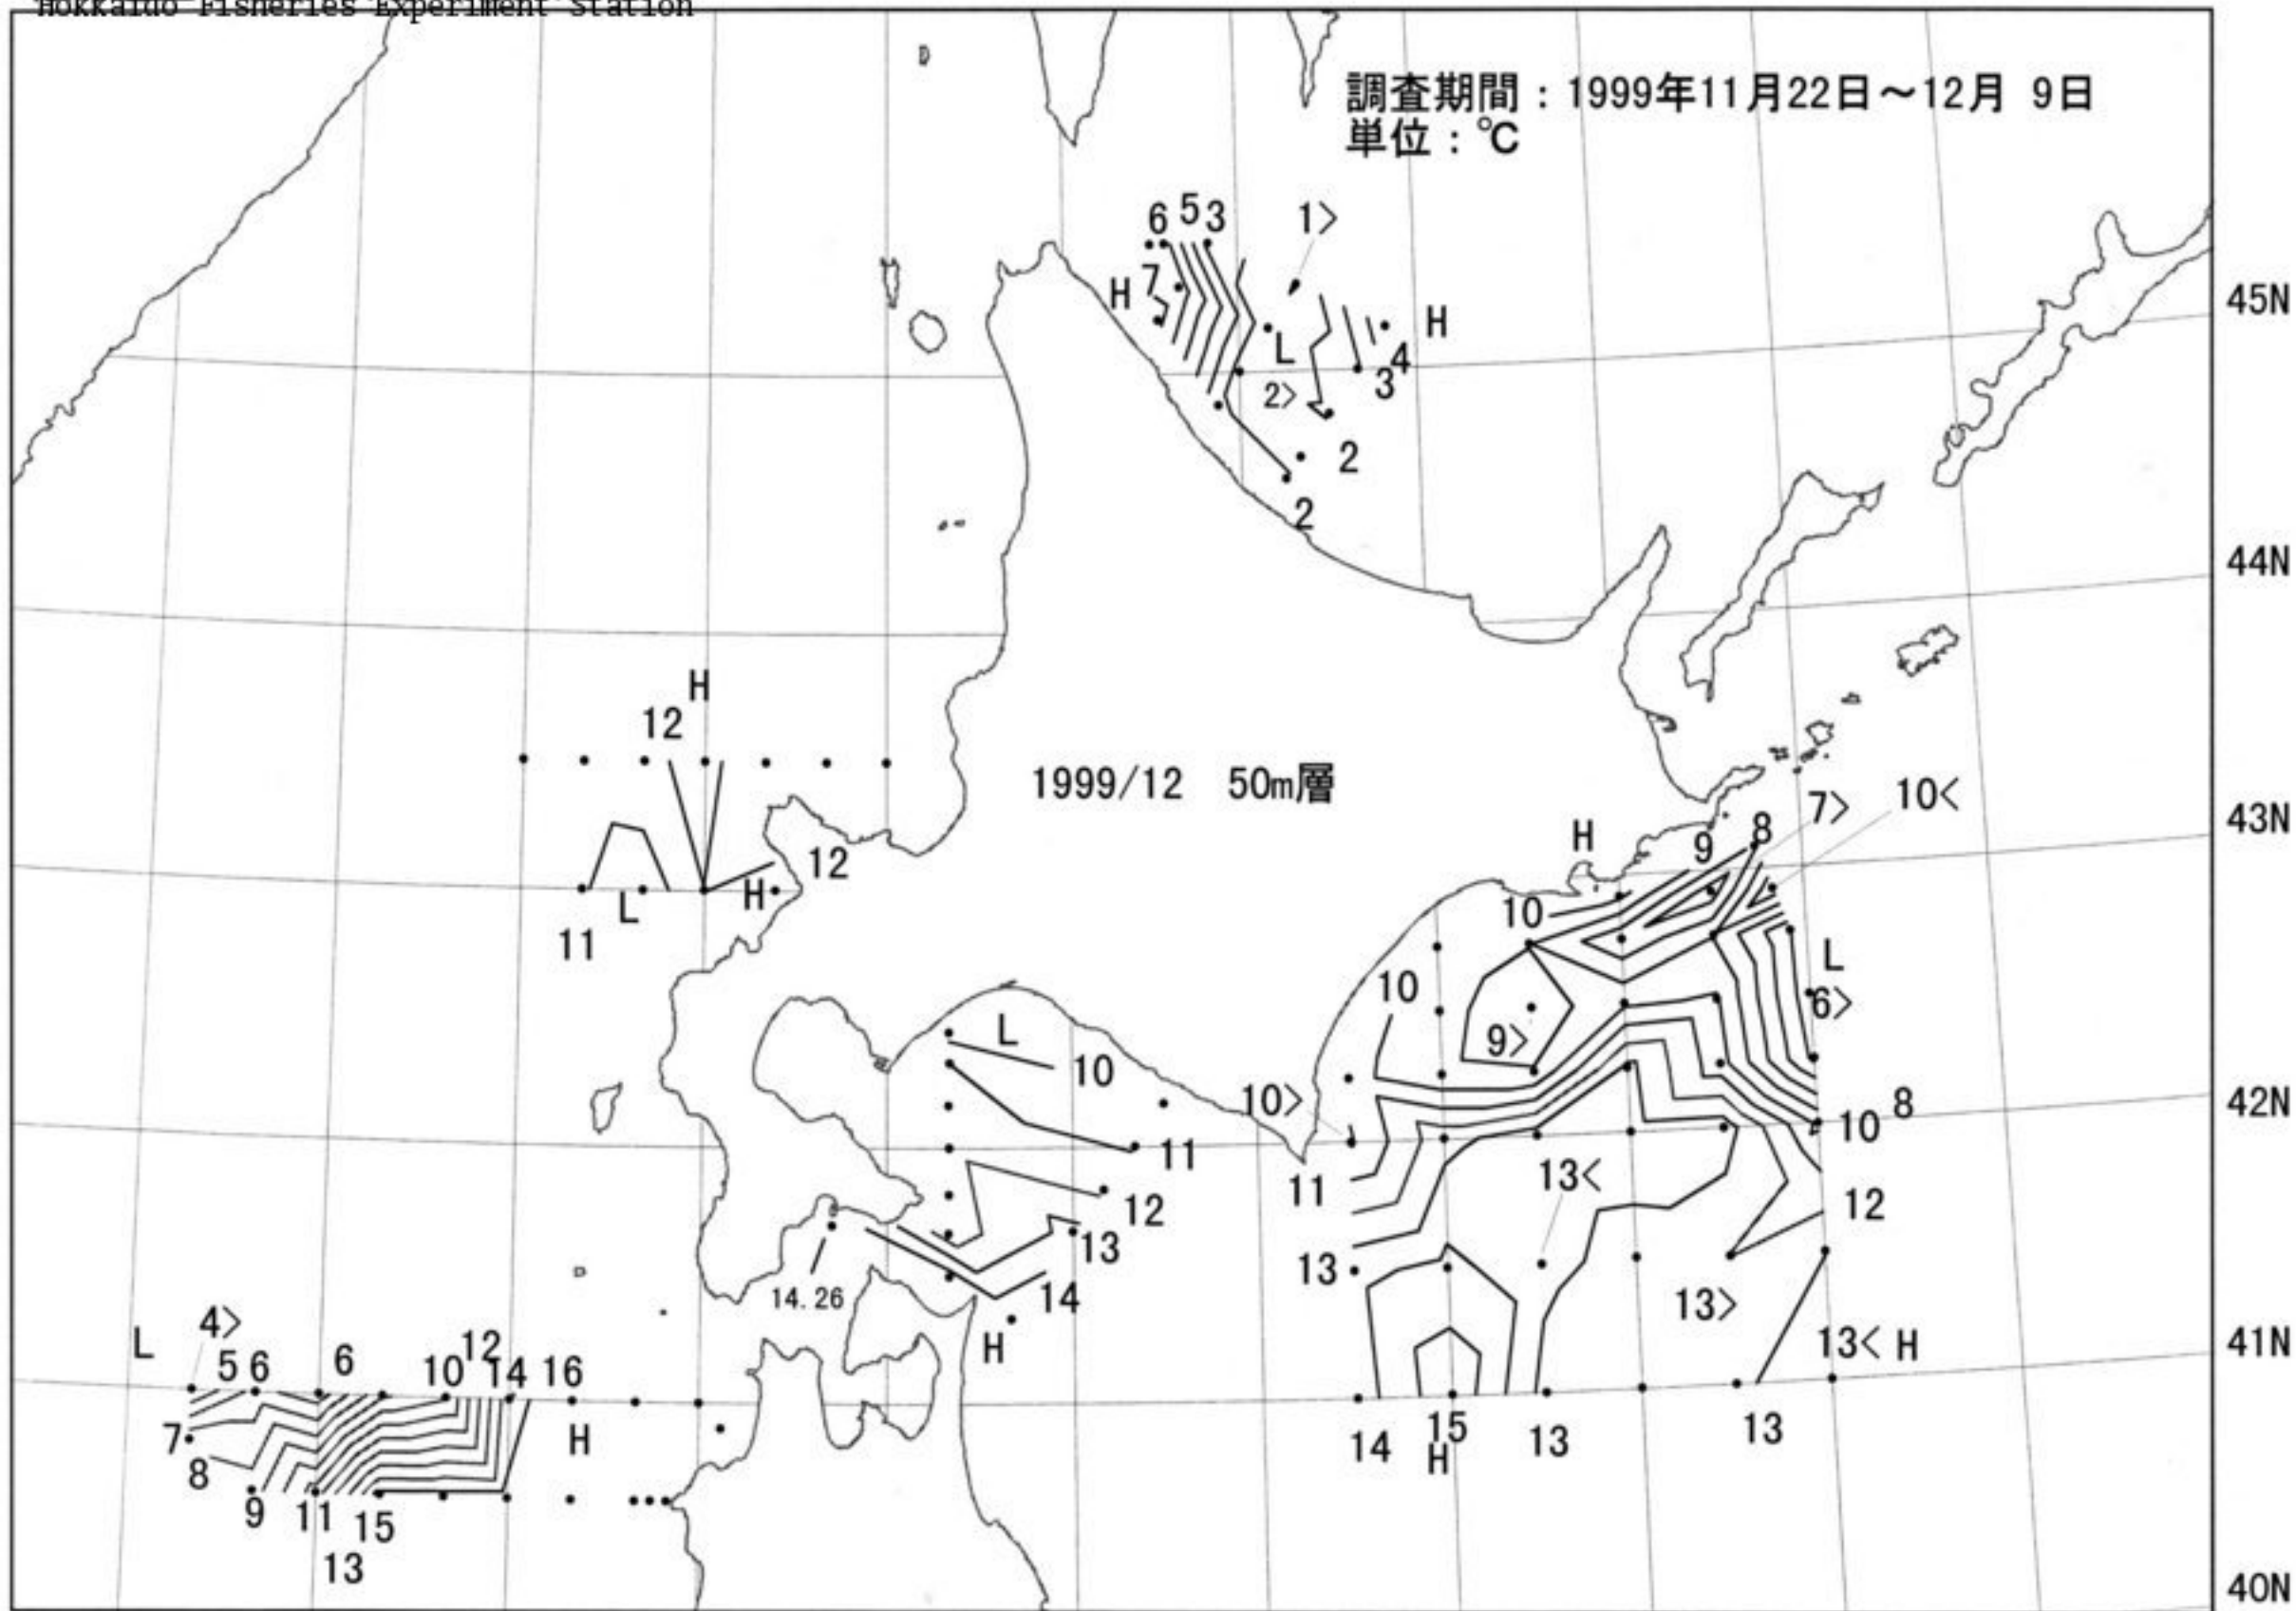 Hokkaido Fisheries Experiment Station
調査期間：1999年11月22日～12月 9日
単位：℃
6 5 3 1>
H 7
45N
H
L
4
2> 3
2
2
44N
H
12
1999/12 50m層
43N
12
H
L
11
H
9 8 7> 10<
10
L
10
6>
9>
L
10
10>
8
42N
10
11
11
13<
12
12
13
13
14.26
14
13>
H
13< H
41N
L 4>
5 6 6 10 12 14 16
H
7
8
9 11 15
13
14 15 13 13
H
40N